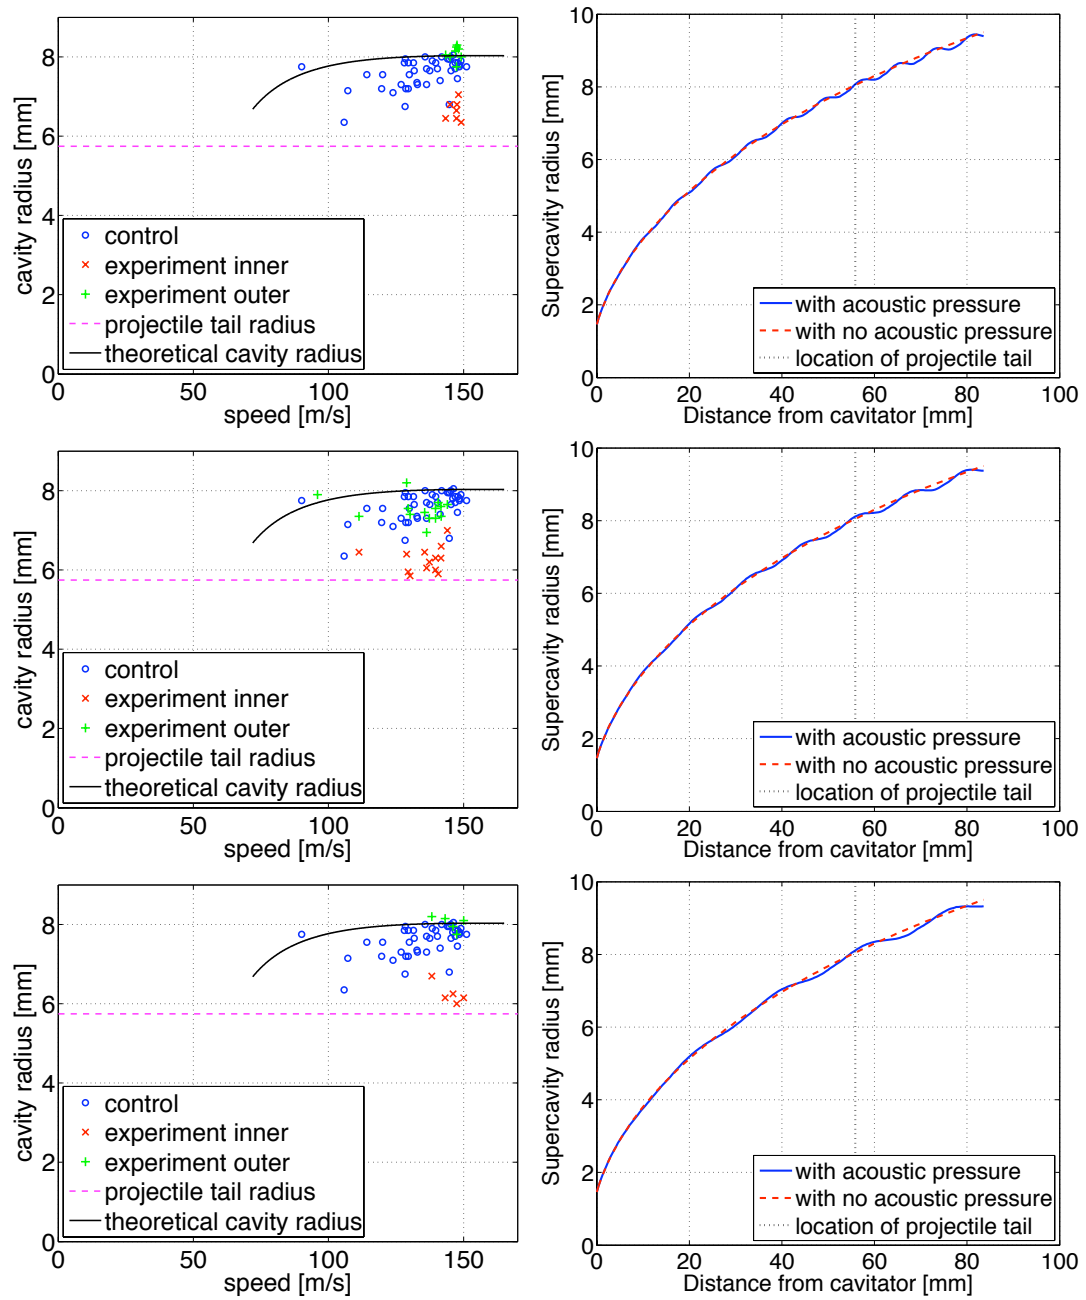 cavity radius [mm]
8
6
4
2
0
control
experiment inner
experiment outer
projectile tail radius
theoretical cavity radius
0 50 100 150
speed [m/s]
Supercavity radius [mm]
10
8
6
4
2
0
with acoustic pressure
with no acoustic pressure
location of projectile tail
0 20 40 60 80 100
Distance from cavitator [mm]
cavity radius [mm]
8
6
4
2
0
control
experiment inner
experiment outer
projectile tail radius
theoretical cavity radius
0 50 100 150
speed [m/s]
Supercavity radius [mm]
10
8
6
4
2
0
with acoustic pressure
with no acoustic pressure
location of projectile tail
0 20 40 60 80 100
Distance from cavitator [mm]
cavity radius [mm]
8
6
4
2
0
control
experiment inner
experiment outer
projectile tail radius
theoretical cavity radius
0 50 100 150
speed [m/s]
Supercavity radius [mm]
10
8
6
4
2
0
with acoustic pressure
with no acoustic pressure
location of projectile tail
0 20 40 60 80 100
Distance from cavitator [mm]